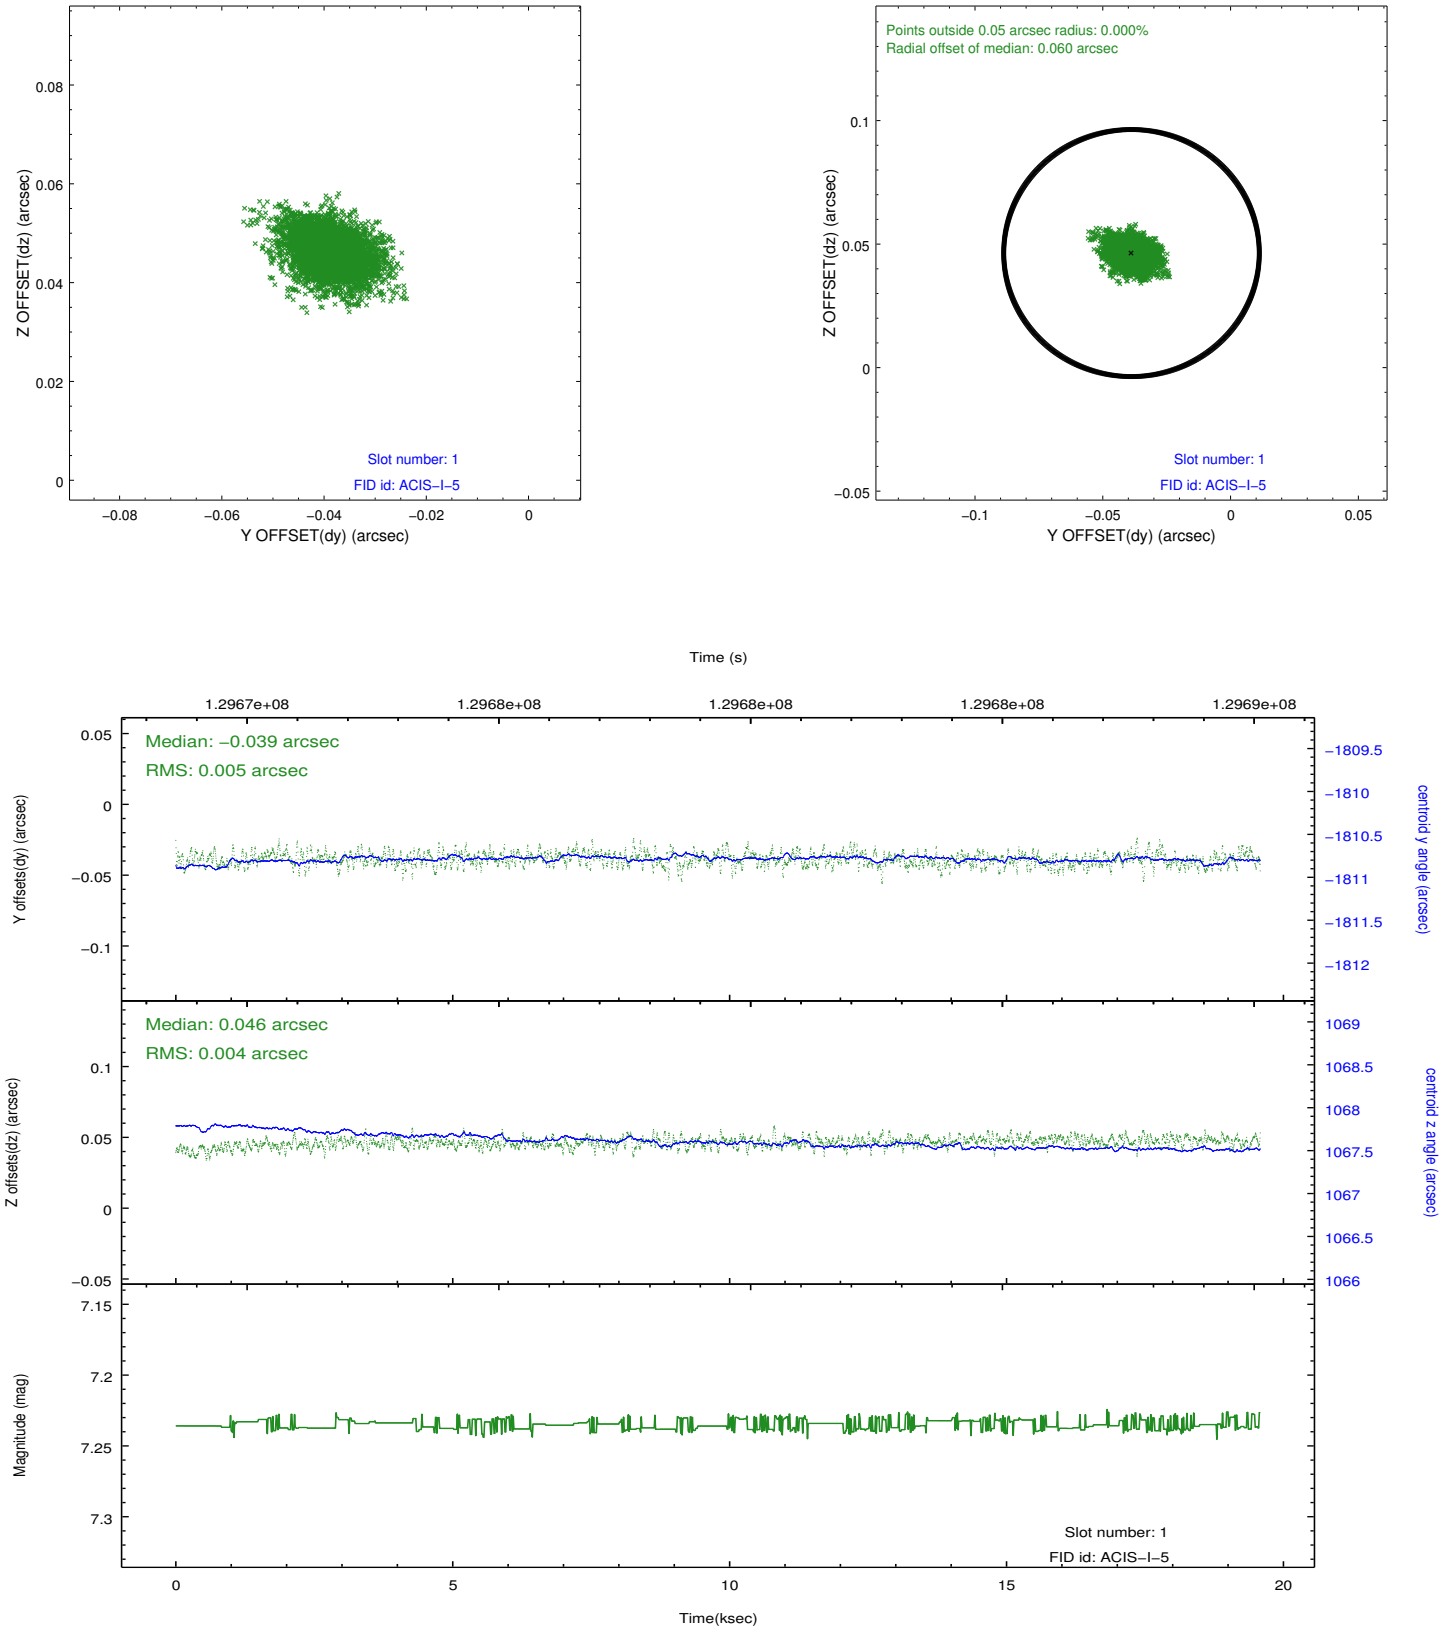 0.08
0.06
0.04
0.02
0
−0.08
−0.06
−0.04
−0.02
0
Z OFFSET(dz) (arcsec)
Y OFFSET(dy) (arcsec)
Slot number: 1
FID id: ACIS−I−5
Points outside 0.05 arcsec radius: 0.000%
Radial offset of median: 0.060 arcsec
0.1
0.05
0
−0.05
−0.1
−0.05
0
0.05
Z OFFSET(dz) (arcsec)
Y OFFSET(dy) (arcsec)
Slot number: 1
FID id: ACIS−I−5
Time (s)
1.2967e+08
1.2968e+08
1.2968e+08
1.2968e+08
1.2969e+08
Median: −0.039 arcsec
RMS: 0.005 arcsec
0.05
0
−0.05
−0.1
Y offsets(dy) (arcsec)
−1809.5
−1810
−1810.5
−1811
−1811.5
−1812
centroid y angle (arcsec)
Median: 0.046 arcsec
RMS: 0.004 arcsec
0.1
0.05
0
−0.05
Z offsets(dz) (arcsec)
1069
1068.5
1068
1067.5
1067
1066.5
1066
centroid z angle (arcsec)
7.15
7.2
7.25
7.3
Magnitude (mag)
Slot number: 1
FID id: ACIS−I−5
0
5
10
15
20
Time(ksec)